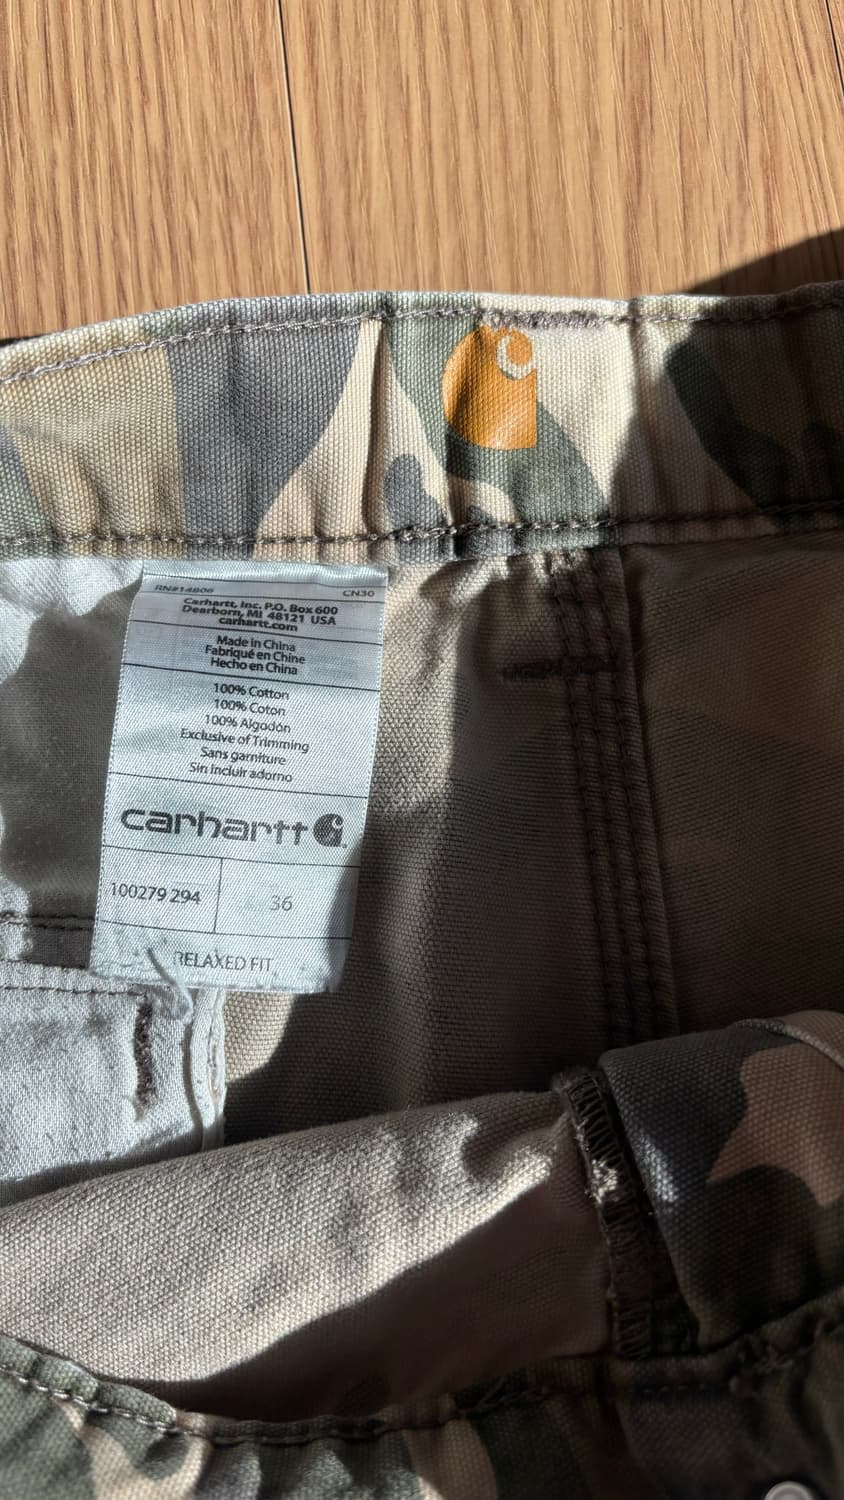 RN#14806 CN30
Carhartt, Inc. P.O. Box 600
Dearborn, MI 48121 USA
carhartt.com
Made in China
Fabriqué en Chine
Hecho en China
100% Cotton
100% Coton
100% Algodón
Exclusive of Trimming
Sans garniture
Sin incluir adorno
carhartt
100279 294 36
RELAXED FIT